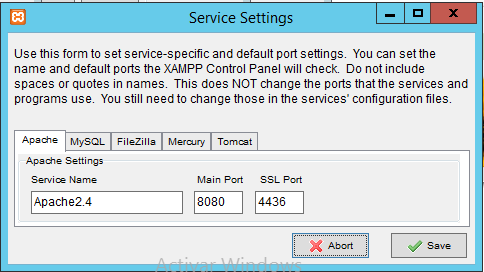 Service Settings
Use this form to set service-specific and default port settings.  You can set the
name and default ports the XAMPP Control Panel will check.  Do not include
spaces or quotes in names.  This does NOT change the ports that the services and
programs use.  You still need to change those in the services' configuration files.
Apache MySQL FileZilla Mercury Tomcat
Apache Settings
Service Name Main Port SSL Port
Apache2.4 8080 4436
Abort Save
Activar Windows